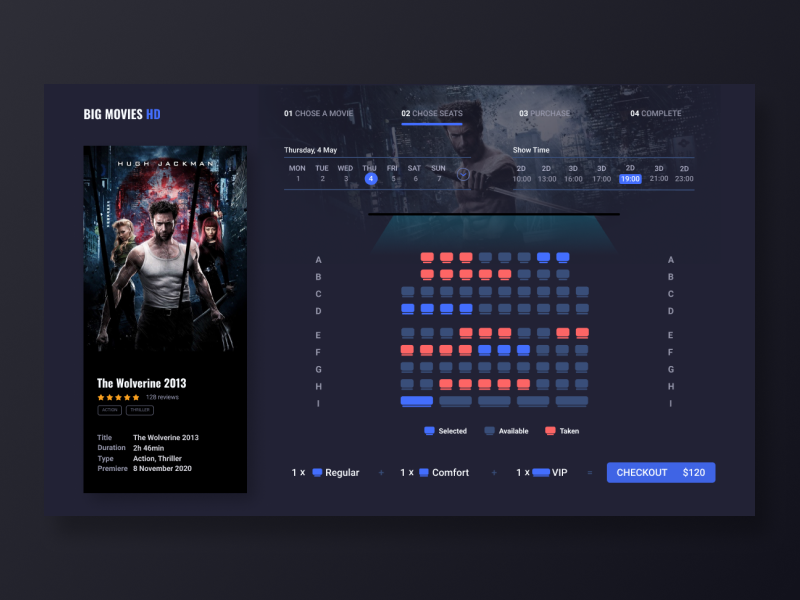 BIG MOVIES HD
01 CHOSE A MOVIE
02 CHOSE SEATS
03 PURCHASE
04 COMPLETE
HUGH JACKMAN
The Wolverine 2013
128 reviews
ACTION THRILLER
Title The Wolverine 2013
Duration 2h 46min
Type Action, Thriller
Premiere 8 November 2020
Thursday, 4 May
MON TUE WED THU FRI SAT SUN
1 2 3 4 5 6 7
Show Time
2D 2D 3D 3D 2D 3D 2D
10:00 13:00 16:00 17:00 19:00 21:00 23:00
A A
B B
C C
D D
E E
F F
G G
H H
I I
Selected Available Taken
1 x Regular + 1 x Comfort + 1 x VIP = CHECKOUT $120